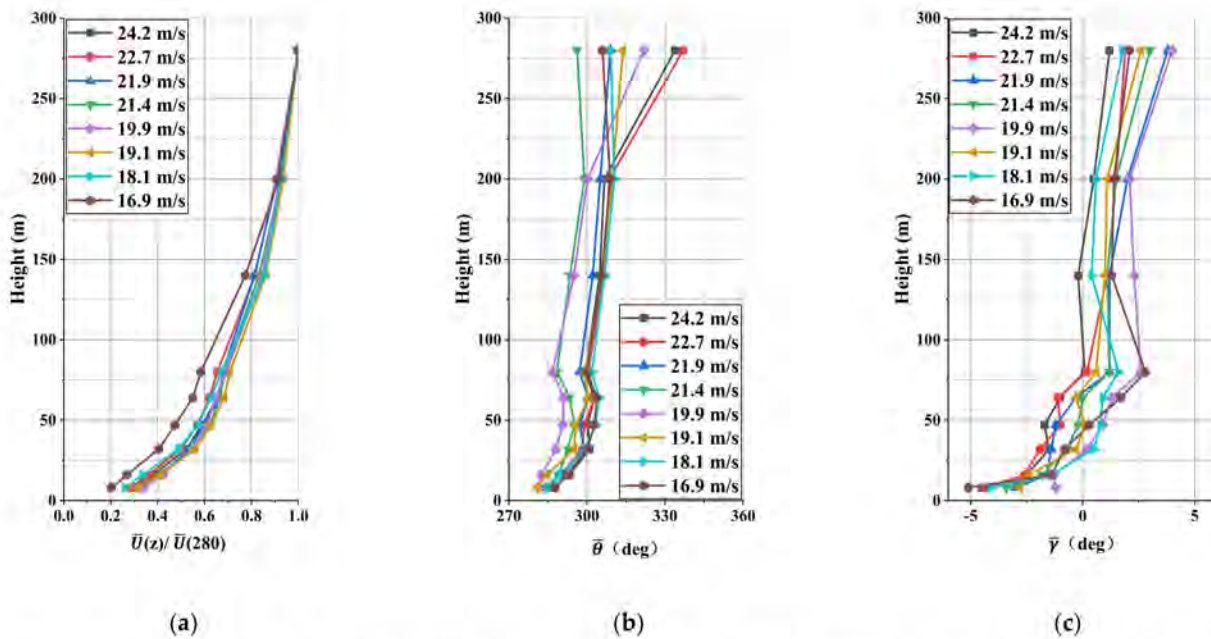 300
250
200
150
100
50
0
Height (m)
24.2 m/s
22.7 m/s
21.9 m/s
21.4 m/s
19.9 m/s
19.1 m/s
18.1 m/s
16.9 m/s
0.0 0.2 0.4 0.6 0.8 1.0
Ū(z)/ Ū(280)
(a)
300
250
200
150
100
50
0
Height (m)
24.2 m/s
22.7 m/s
21.9 m/s
21.4 m/s
19.9 m/s
19.1 m/s
18.1 m/s
16.9 m/s
270 300 330 360
θ̄ （deg）
(b)
300
250
200
150
100
50
0
Height (m)
24.2 m/s
22.7 m/s
21.9 m/s
21.4 m/s
19.9 m/s
19.1 m/s
18.1 m/s
16.9 m/s
-5 0 5
γ̄ （deg）
(c)